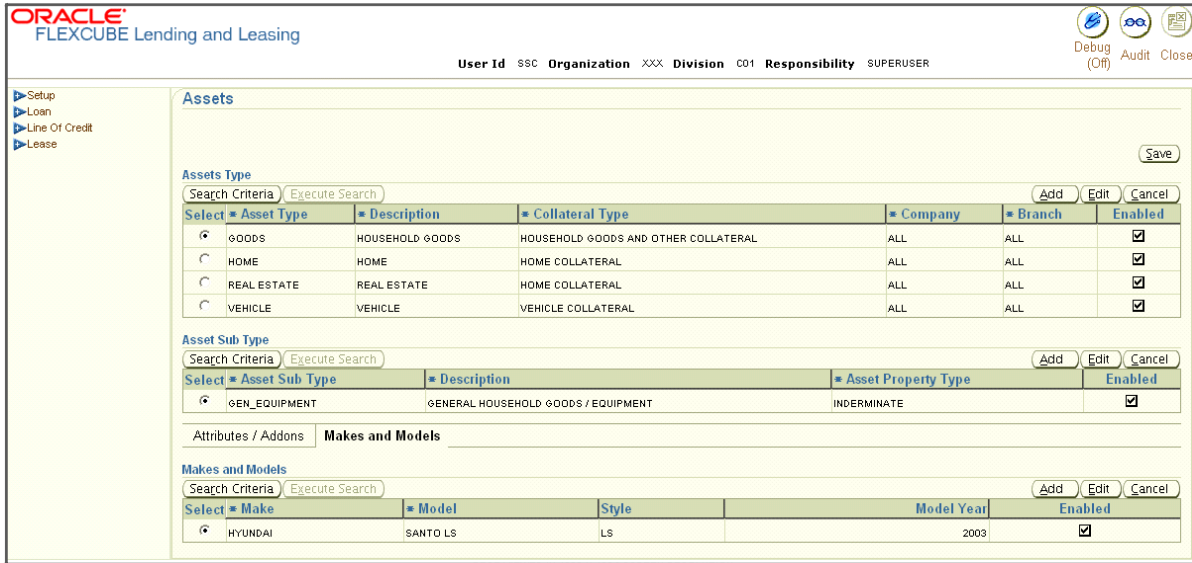 ORACLE®
FLEXCUBE Lending and Leasing
Debug (Off) Audit Close
User Id SSC Organization XXX Division C01 Responsibility SUPERUSER
Setup
Loan
Line Of Credit
Lease
Assets
Save
Assets Type
Search Criteria Execute Search Add Edit Cancel
Select * Asset Type * Description * Collateral Type * Company * Branch Enabled
GOODS HOUSEHOLD GOODS HOUSEHOLD GOODS AND OTHER COLLATERAL ALL ALL
HOME HOME HOME COLLATERAL ALL ALL
REAL ESTATE REAL ESTATE HOME COLLATERAL ALL ALL
VEHICLE VEHICLE VEHICLE COLLATERAL ALL ALL
Asset Sub Type
Search Criteria Execute Search Add Edit Cancel
Select * Asset Sub Type * Description * Asset Property Type Enabled
GEN_EQUIPMENT GENERAL HOUSEHOLD GOODS / EQUIPMENT INDERMINATE
Attributes / Addons Makes and Models
Makes and Models
Search Criteria Execute Search Add Edit Cancel
Select * Make * Model Style Model Year Enabled
HYUNDAI SANTO LS LS 2003